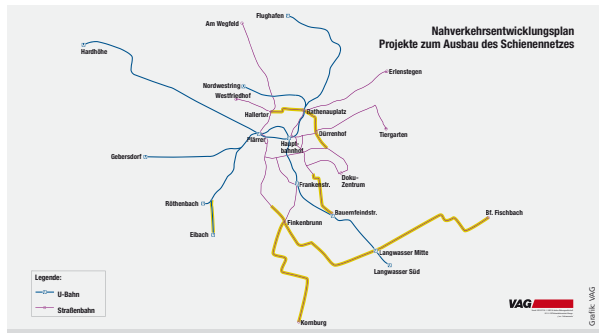 Nahverkehrsentwicklungsplan
Projekte zum Ausbau des Schienennetzes
Flughafen
Am Wegfeld
Hardhöhe
Erlenstegen
Nordwestring
Westfriedhof
Hallertor
Rathenauplatz
Plärrer
Haupt-
bahnhof
Dürrenhof
Tiergarten
Gebersdorf
Doku-
Zentrum
Frankenstr.
Röthenbach
Bauernfeindstr.
Bf. Fischbach
Finkenbrunn
Eibach
Langwasser Mitte
Langwasser Süd
Legende:
U-Bahn
Straßenbahn
Kornburg
VAG
Grafik: VAG